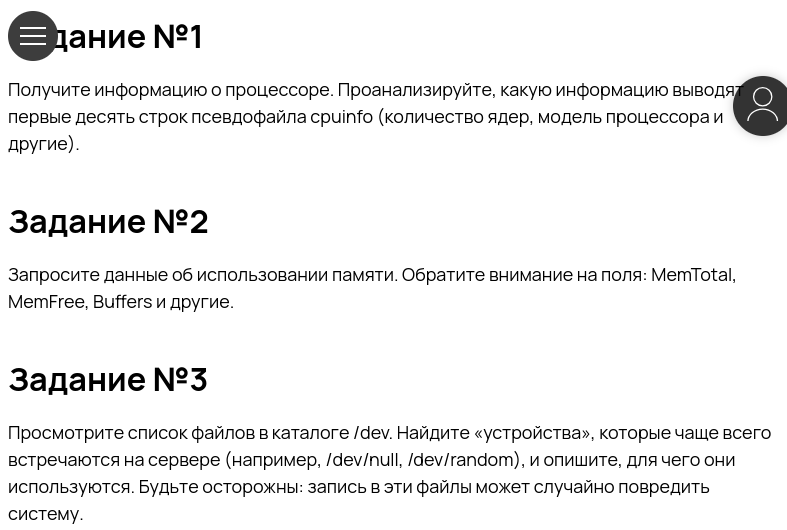 дание №1
Получите информацию о процессоре. Проанализируйте, какую информацию выводят
первые десять строк псевдофайла cpuinfo (количество ядер, модель процессора и
другие).
Задание №2
Запросите данные об использовании памяти. Обратите внимание на поля: MemTotal,
MemFree, Buffers и другие.
Задание №3
Просмотрите список файлов в каталоге /dev. Найдите «устройства», которые чаще всего
встречаются на сервере (например, /dev/null, /dev/random), и опишите, для чего они
используются. Будьте осторожны: запись в эти файлы может случайно повредить
систему.